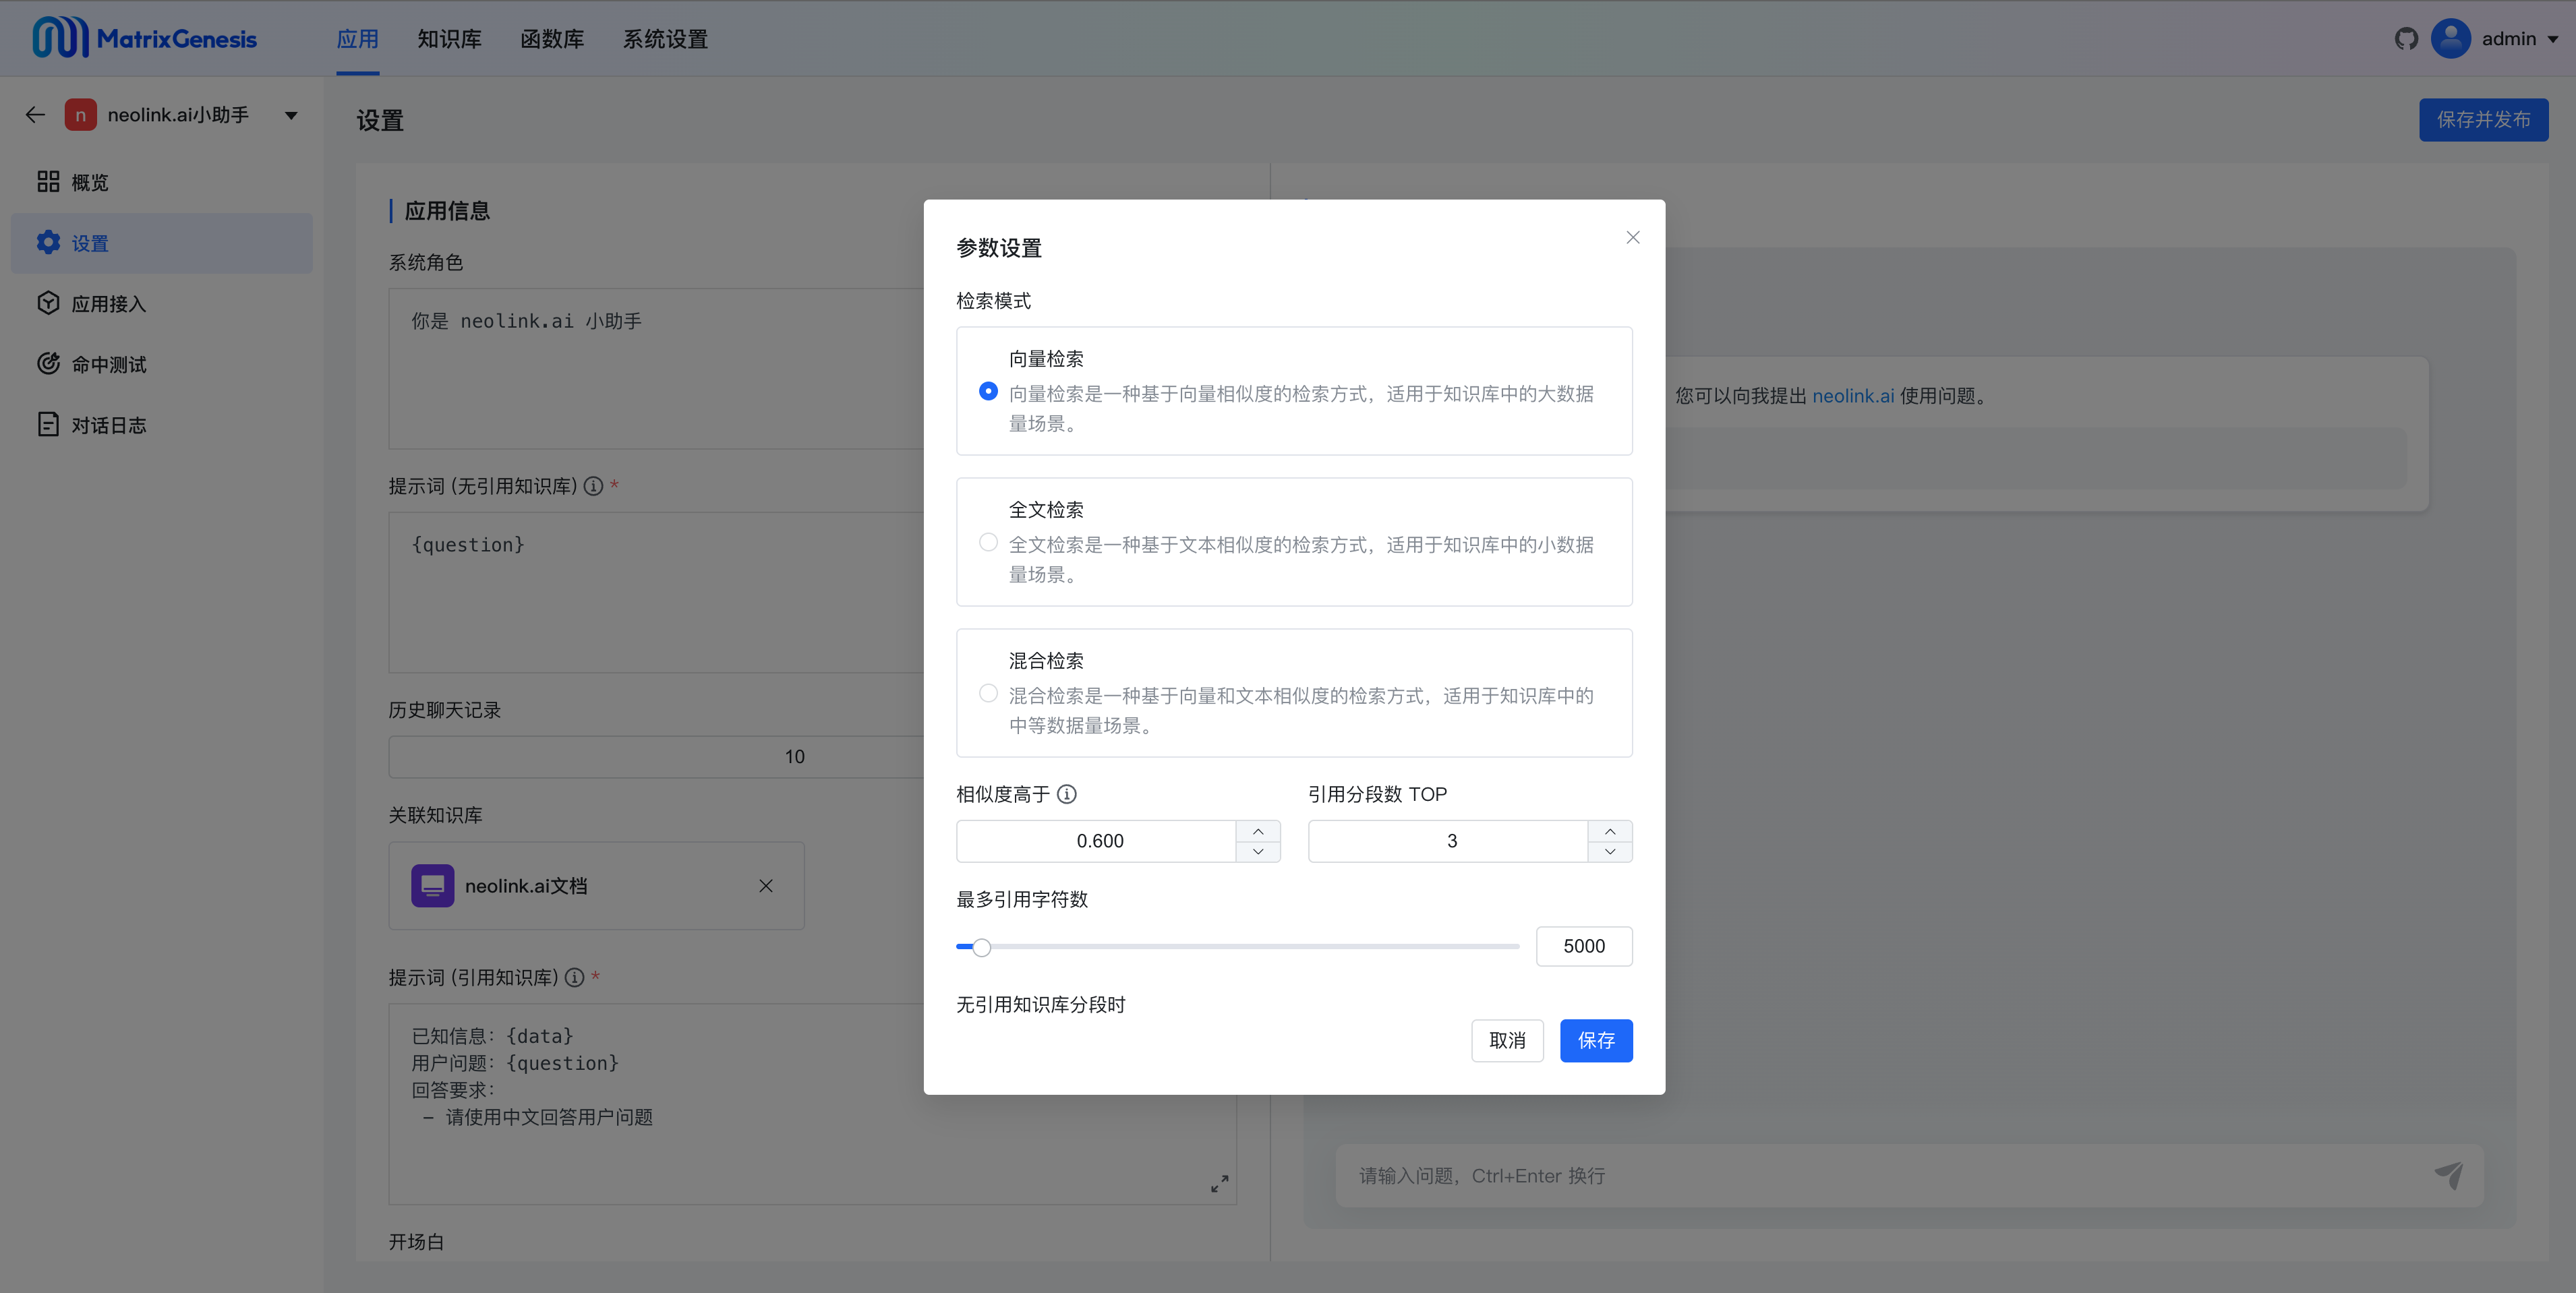 MatrixGenesis
应用
知识库
函数库
系统设置
admin
neolink.ai小助手
n
概览
设置
应用接入
命中测试
对话日志
设置
保存并发布
应用信息
系统角色
你是 neolink.ai 小助手
提示词 (无引用知识库) *
{question}
历史聊天记录
10
关联知识库
neolink.ai文档
提示词 (引用知识库) *
已知信息：{data}
用户问题：{question}
回答要求：
- 请使用中文回答用户问题
开场白
参数设置
检索模式
向量检索
向量检索是一种基于向量相似度的检索方式，适用于知识库中的大数据
量场景。
全文检索
全文检索是一种基于文本相似度的检索方式，适用于知识库中的小数据
量场景。
混合检索
混合检索是一种基于向量和文本相似度的检索方式，适用于知识库中的
中等数据量场景。
相似度高于
引用分段数 TOP
0.600
3
最多引用字符数
5000
无引用知识库分段时
取消
保存
您可以向我提出 neolink.ai 使用问题。
请输入问题，Ctrl+Enter 换行